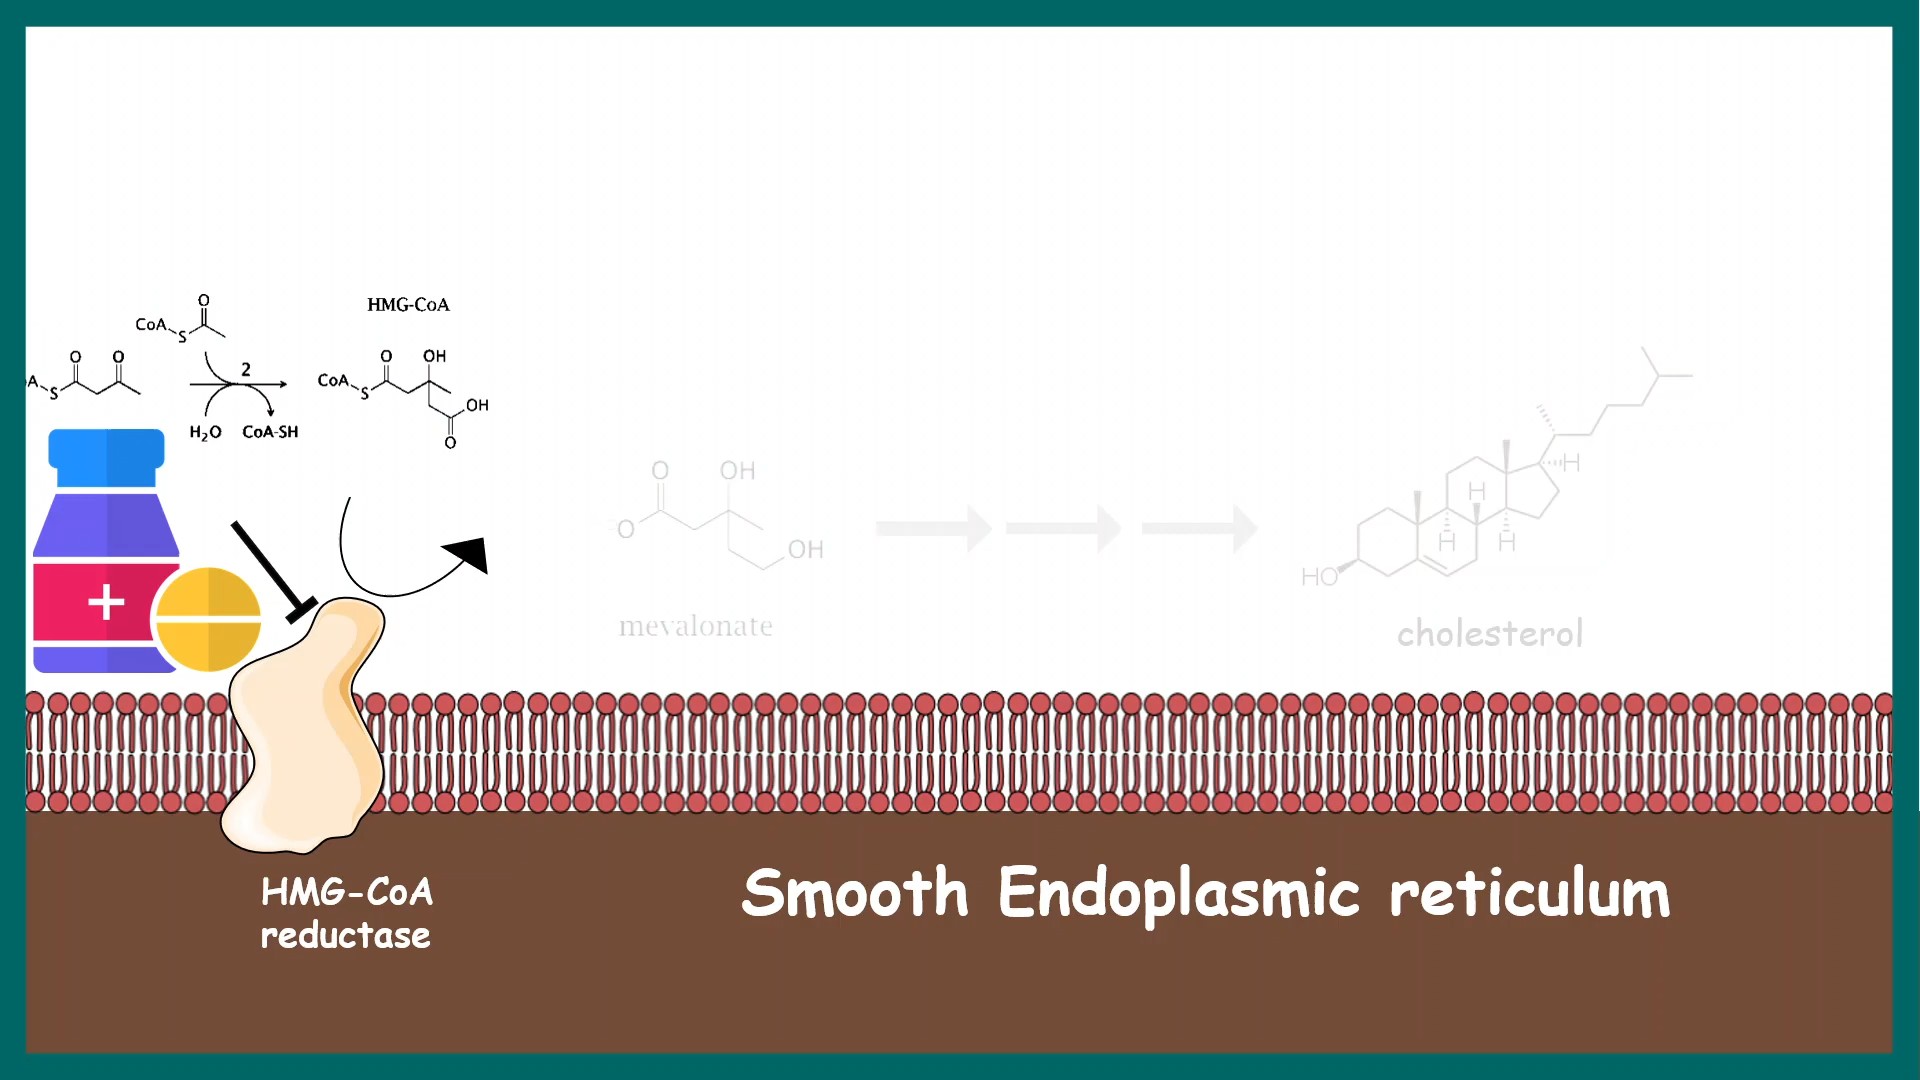 O
CoA
S
HMG-CoA
O
O
A
S
2
H2O
CoA-SH
O
OH
CoA
S
OH
O
O
OH
O
OH
mevalonate
H
H
H
H
HO
cholesterol
+
HMG-CoA
reductase
Smooth Endoplasmic reticulum